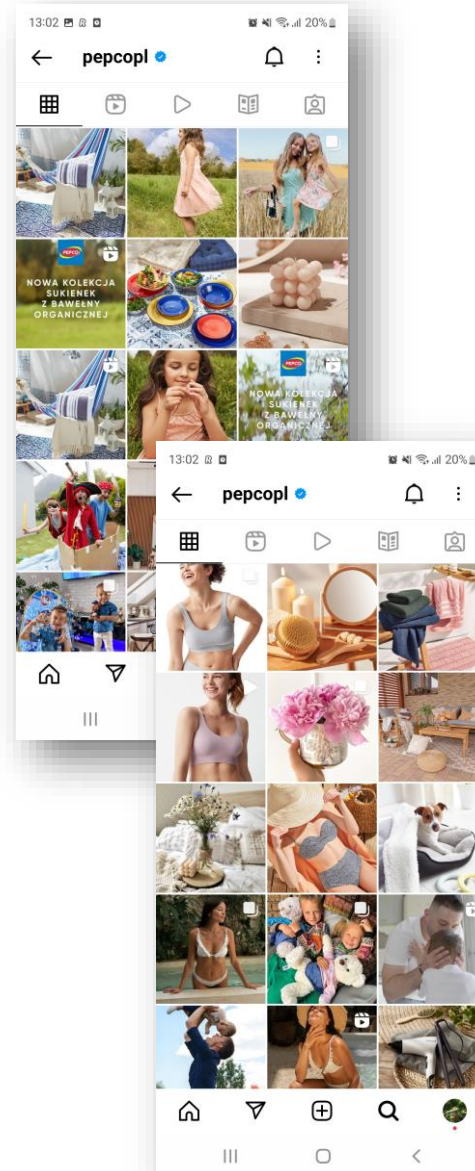 13:02 20%
pepcopl
PEPCO
NOWA KOLEKCJA
SUKIENEK
Z BAWEŁNY
ORGANICZNEJ
PEPCO
NOWA KOLEKCJA
SUKIENEK
Z BAWEŁNY
ORGANICZNEJ
13:02 20%
pepcopl